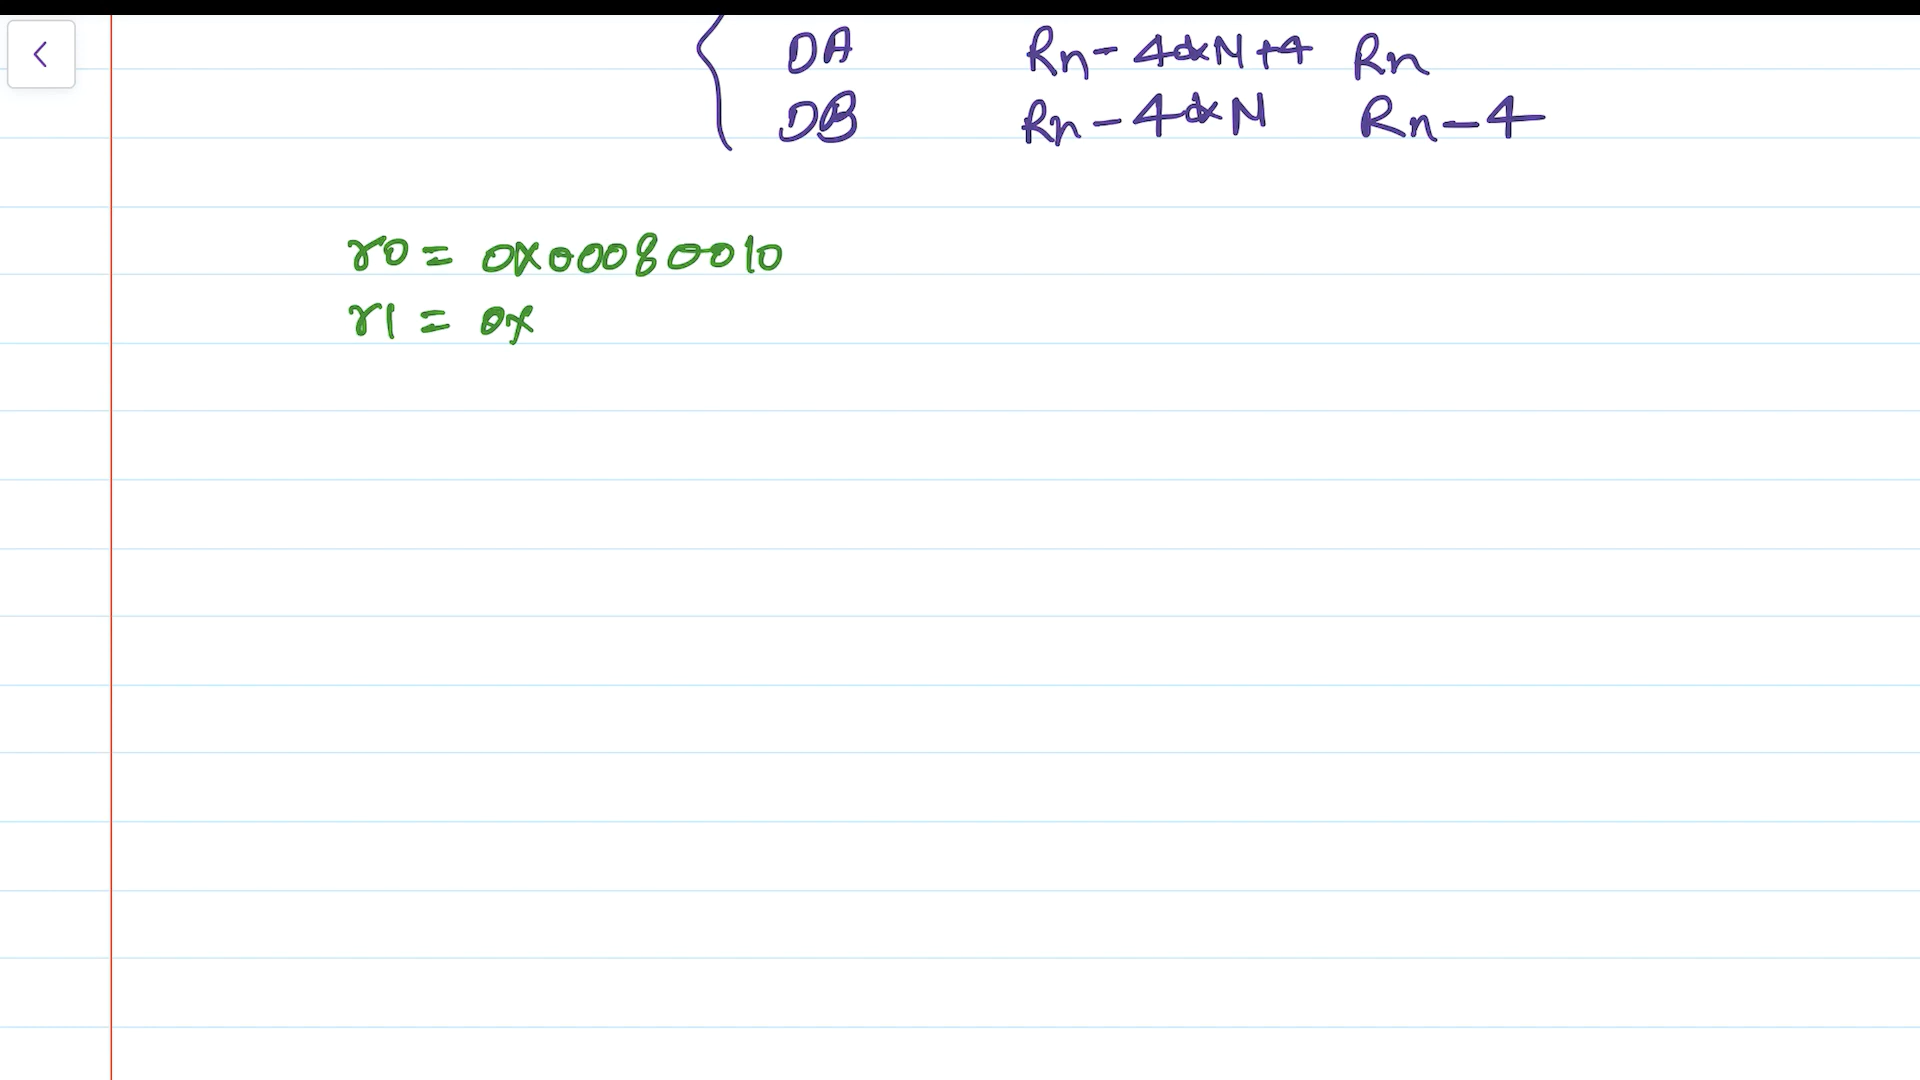 DA Rn - 4*N + 4 Rn
DB Rn - 4*N Rn - 4
r0 = 0x00080010
r1 = 0x